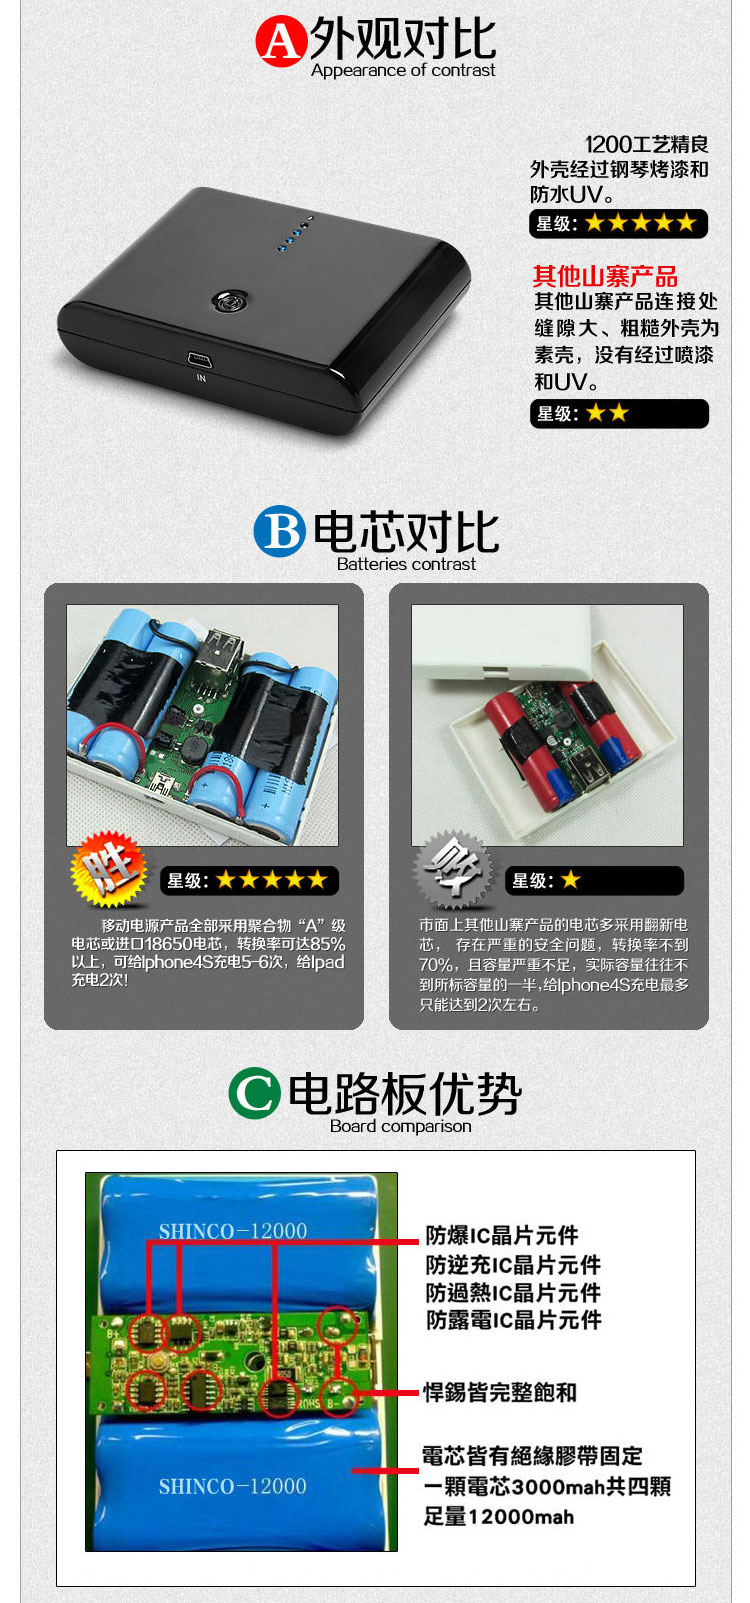 A外观对比
Appearance of contrast
1200工艺精良
外壳经过钢琴烤漆和
防水UV。
星级：★★★★★
其他山寨产品
其他山寨产品连接处
缝隙大、粗糙外壳为
素壳，没有经过喷漆
和UV。
星级：★★
IN
B电芯对比
Batteries contrast
胜
星级：★★★★★
移动电源产品全部采用聚合物“A”级
电芯或进口18650电芯，转换率可达85%
以上，可给Iphone4S充电5-6次，给Ipad
充电2次！
败
星级：★
市面上其他山寨产品的电芯多采用翻新电
芯， 存在严重的安全问题，转换率不到
70%，且容量严重不足，实际容量往往不
到所标容量的一半,给Iphone4S充电最多
只能达到2次左右。
C电路板优势
Board comparison
SHINCO-12000
防爆IC晶片元件
防逆充IC晶片元件
防過熱IC晶片元件
防露電IC晶片元件
B+
ROHS B-
悍錫皆完整飽和
SHINCO-12000
電芯皆有絕緣膠帶固定
一顆電芯3000mah共四顆
足量12000mah